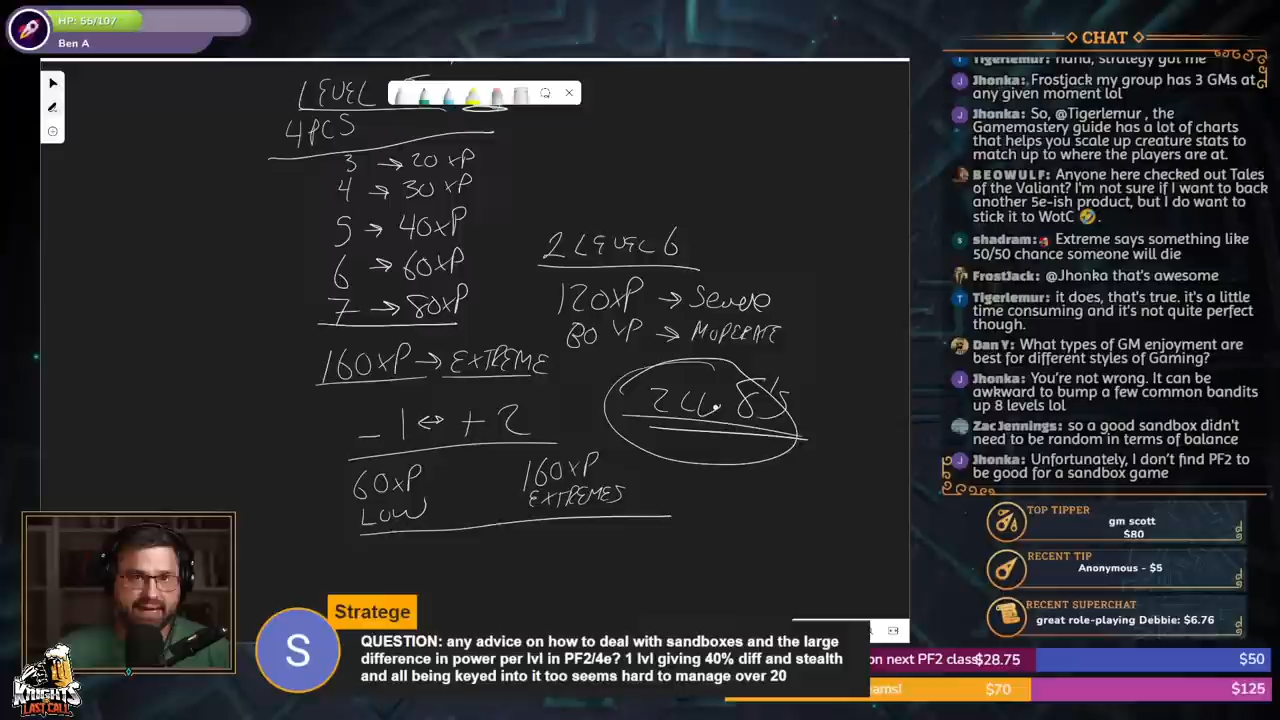 HP: 55/107
Ben A
LEVEL
4 PCS
3 → 20 XP
4 → 30 XP
5 → 40 XP
6 → 60 XP
7 → 80 XP
160 XP → EXTREME
- 1 ↔ + 2
60 XP
LOW
160 XP
EXTREMES
2 LEVEL 6
120 XP → Severe
80 XP → MODERATE
CHAT
Tigerlemur: haha, strategy got me
Jhonka: Frostjack my group has 3 GMs at
any given moment lol
Jhonka: So, @Tigerlemur , the
Gamemastery guide has a lot of charts
that helps you scale up creature stats to
match up to where the players are at.
BEOWULF: Anyone here checked out Tales
of the Valiant? I'm not sure if I want to back
another 5e-ish product, but I do want to
stick it to WotC 🤣.
shadram: Extreme says something like
50/50 chance someone will die
FrostJack: @Jhonka that's awesome
Tigerlemur: it does, that's true. it's a little
time consuming and it's not quite perfect
though.
Dan Y: What types of GM enjoyment are
best for different styles of Gaming?
Jhonka: You're not wrong. It can be
awkward to bump a few common bandits
up 8 levels lol
Zac Jennings: so a good sandbox didn't
need to be random in terms of balance
Jhonka: Unfortunately, I don't find PF2 to
be good for a sandbox game
TOP TIPPER
gm scott
$80
RECENT TIP
Anonymous - $5
RECENT SUPERCHAT
great role-playing Debbie: $6.76
on next PF2 class
$28.75
$50
eams!
$70
$125
S
Stratege
QUESTION: any advice on how to deal with sandboxes and the large
difference in power per lvl in PF2/4e? 1 lvl giving 40% diff and stealth
and all being keyed into it too seems hard to manage over 20
KNIGHTS
OF LAST CALL